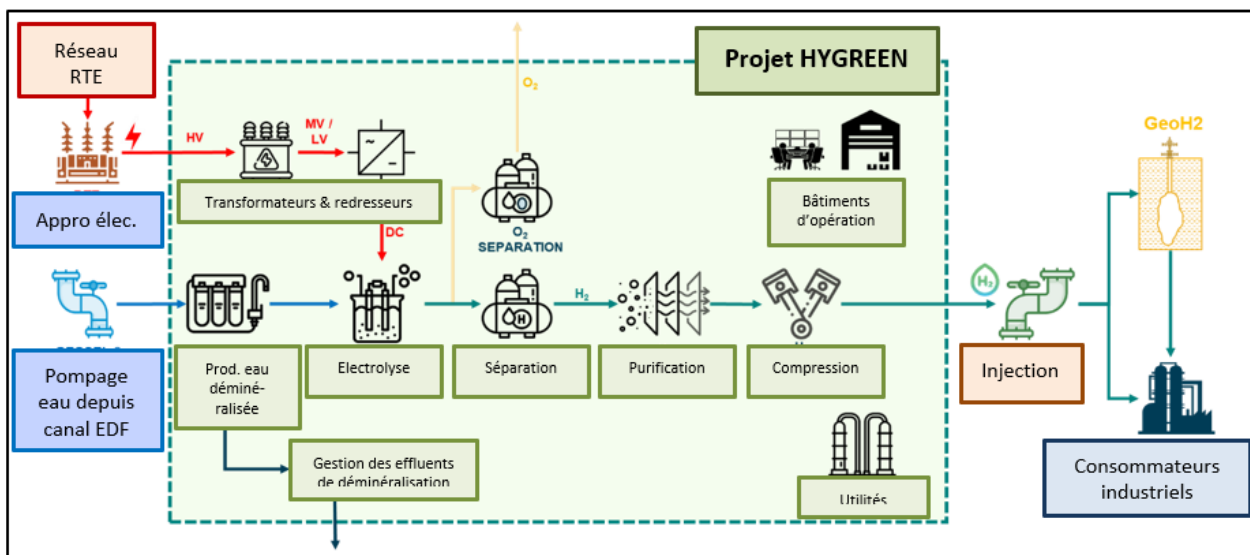 Réseau
RTE
Projet HYGREEN
O₂
HV
MV /
LV
GeoH2
Appro élec.
Transformateurs & redresseurs
Bâtiments
d'opération
DC
O₂
SEPARATION
H₂
H₂
Pompage
eau depuis
canal EDF
Prod. eau
déminé-
ralisée
Electrolyse
Séparation
Purification
Compression
Injection
Gestion des effluents
de déminéralisation
Utilités
Consommateurs
industriels